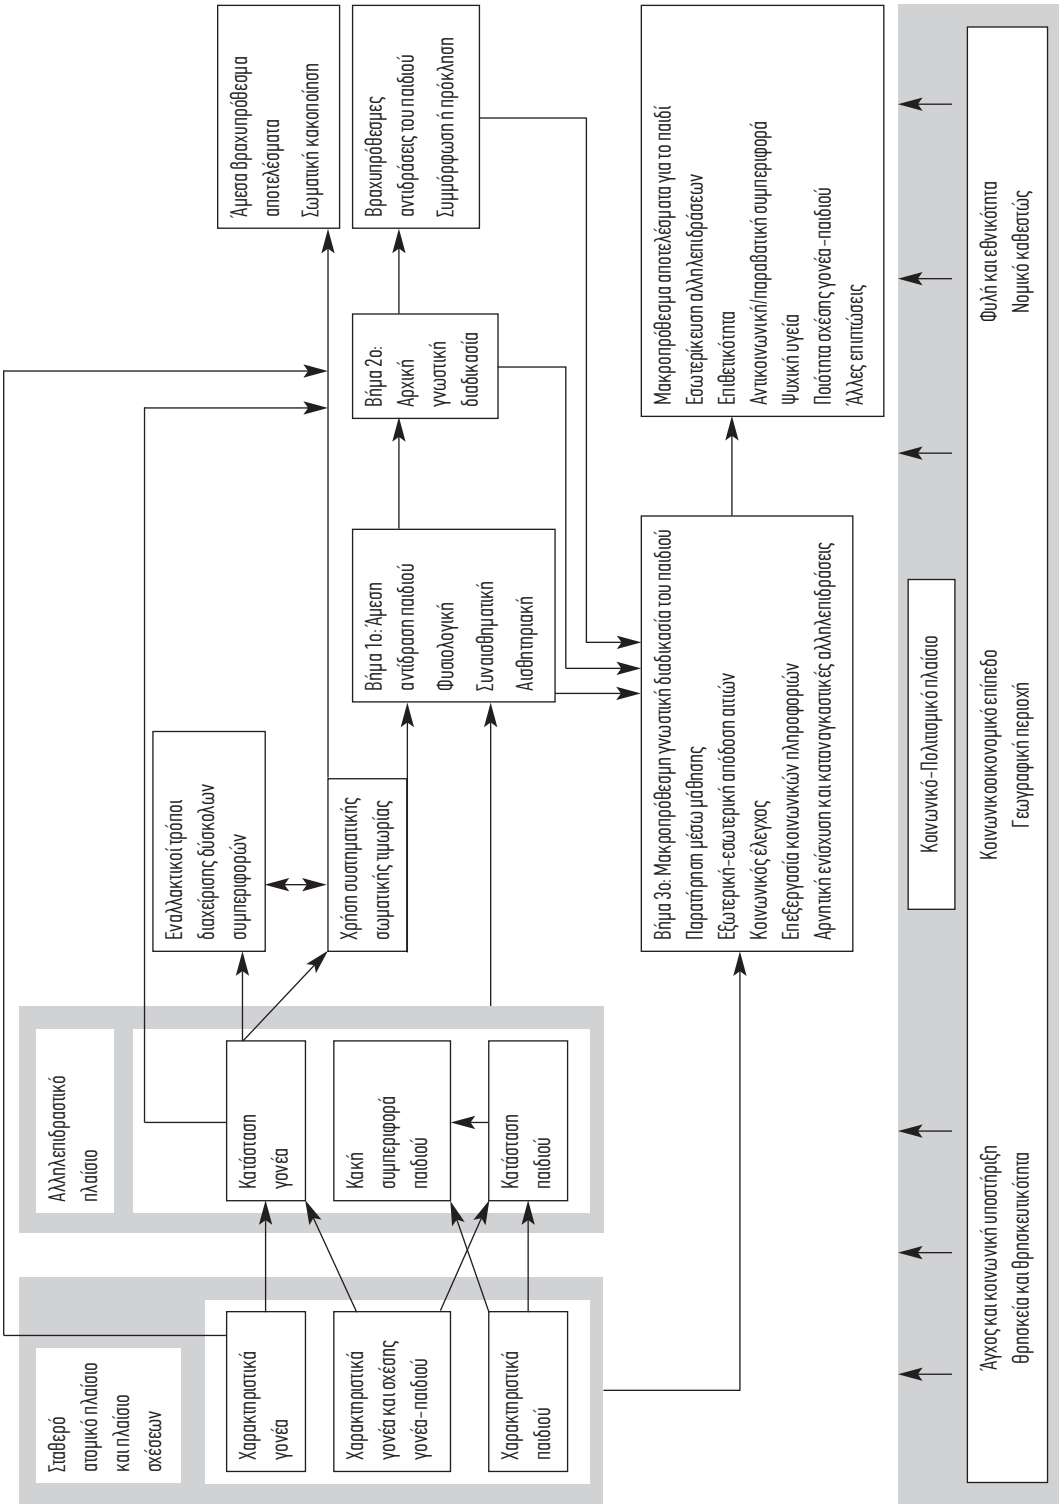 Σταθερό
ατομικό πλαίσιο
και πλαίσιο
σχέσεων
Χαρακτηριστικά
γονέα
Χαρακτηριστικά
γονέα και σχέσης
γονέα-παιδιού
Χαρακτηριστικά
παιδιού
Αλληλεπιδραστικό
πλαίσιο
Κατάσταση
γονέα
Κακή
συμπεριφορά
παιδιού
Κατάσταση
παιδιού
Εναλλακτικοί τρόποι
διαχείρισης δύσκολων
συμπεριφορών
Χρήση συστηματικής
σωματικής τιμωρίας
Βήμα 1ο: Άμεση
αντίδραση παιδιού
Φυσιολογική
Συναισθηματική
Αισθητηριακή
Βήμα 2ο:
Αρχική
γνωστική
διαδικασία
Άμεσα βραχυπρόθεσμα
αποτελέσματα
Σωματική κακοποίηση
Βραχυπρόθεσμες
αντιδράσεις του παιδιού
Συμμόρφωση ή πρόκληση
Βήμα 3ο: Μακροπρόθεσμη γνωστική διαδικασία του παιδιού
Παρατήρηση μέσω μάθησης
Εξωτερική-εσωτερική απόδοση αιτιών
Κοινωνικός έλεγχος
Επεξεργασία κοινωνικών πληροφοριών
Αρνητική ενίσχυση και καταναγκαστικές αλληλεπιδράσεις
Μακροπρόθεσμα αποτελέσματα για το παιδί
Εσωτερίκευση αλληλεπιδράσεων
Επιθετικότητα
Αντικοινωνική/παραβατική συμπεριφορά
Ψυχική υγεία
Ποιότητα σχέσης γονέα-παιδιού
Άλλες επιπτώσεις
Κοινωνικό-Πολιτισμικό πλαίσιο
Άγχος και κοινωνική υποστήριξη
Θρησκεία και θρησκευτικότητα
Κοινωνικοοικονομικό επίπεδο
Γεωγραφική περιοχή
Φυλή και εθνικότητα
Νομικό καθεστώς